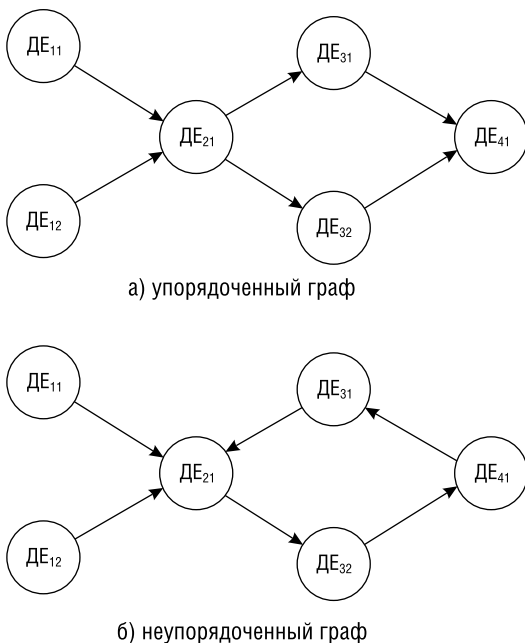 ДЕ₁₁
ДЕ₃₁
ДЕ₂₁
ДЕ₄₁
ДЕ₁₂
ДЕ₃₂
а) упорядоченный граф
ДЕ₁₁
ДЕ₃₁
ДЕ₂₁
ДЕ₄₁
ДЕ₁₂
ДЕ₃₂
б) неупорядоченный граф